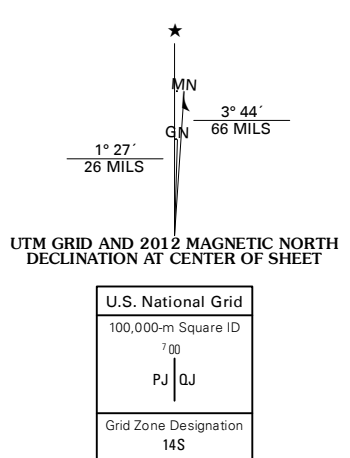 ★
MN
3° 44´
GN
66 MILS
1° 27´
26 MILS
UTM GRID AND 2012 MAGNETIC NORTH
DECLINATION AT CENTER OF SHEET
U.S. National Grid
100,000-m Square ID
⁷00
PJ QJ
Grid Zone Designation
14S